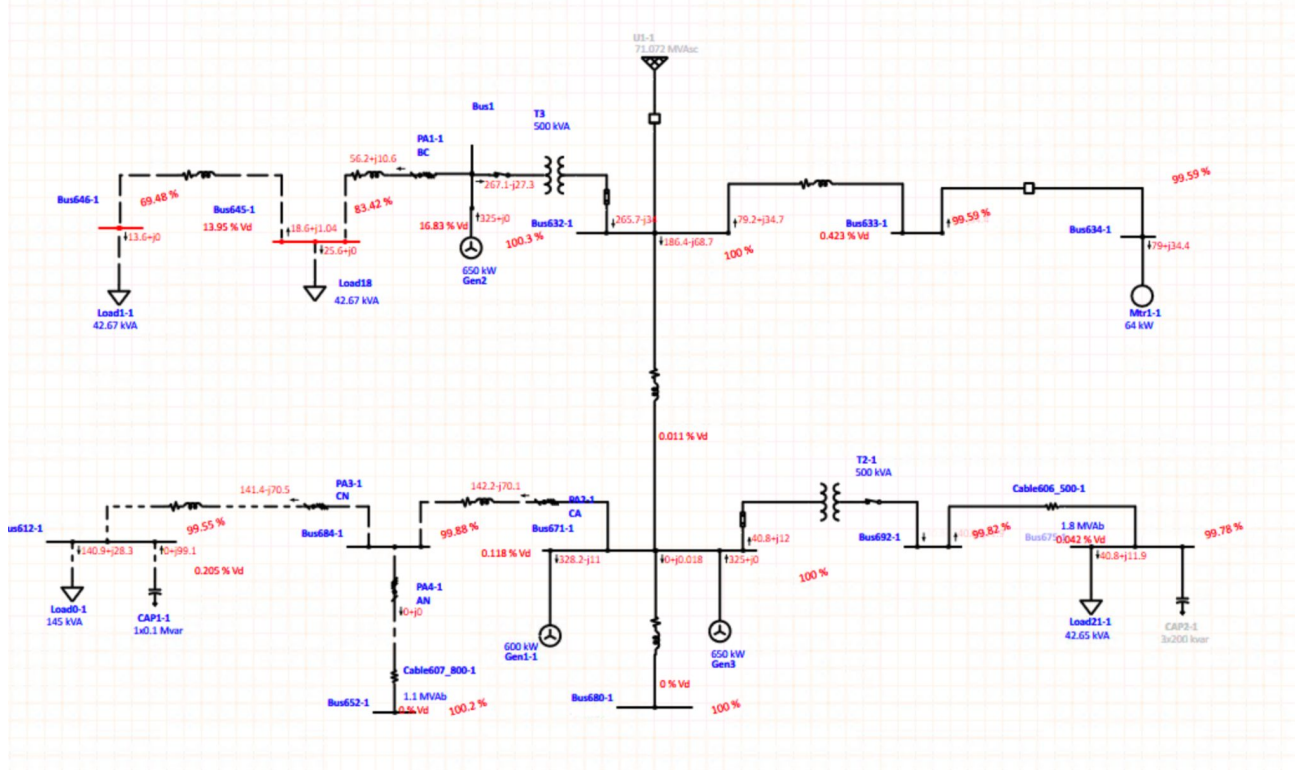 U1-1
71.072 MVAsc
Bus1
T3
500 kVA
PA1-1
BC
56.2+j10.6
267.1-j27.3
Bus646-1
69.48 %
Bus645-1
13.95 % Vd
83.42 %
18.6+j1.04
13.6+j0
25.6+j0
16.83 % Vd
325+j0
100.3 %
Bus632-1
265.7-j34
186.4-j68.7
79.2+j34.7
100 %
Bus633-1
0.423 % Vd
99.59 %
99.59 %
Bus634-1
79+j34.4
650 kW
Gen2
Load18
42.67 kVA
Load1-1
42.67 kVA
Mtr1-1
64 kW
0.011 % Vd
T2-1
500 kVA
PA3-1
CN
141.4-j70.5
142.2-j70.1
CA
Bus671-1
Cable606_500-1
us612-1
99.55 %
Bus684-1
99.88 %
0.118 % Vd
140.9+j28.3
0+j99.1
0.205 % Vd
328.2-j11
0+j0.018
325+j0
40.8+j12
100 %
Bus692-1
99.82 %
1.8 MVAb
0.042 % Vd
99.78 %
40.8+j11.9
Load0-1
145 kVA
CAP1-1
1x0.1 Mvar
PA4-1
AN
0+j0
600 kW
Gen1-1
650 kW
Gen3
Load21-1
42.65 kVA
CAP2-1
3x200 kvar
Cable607_800-1
1.1 MVAb
Bus652-1
0 % Vd
100.2 %
Bus680-1
0 % Vd
100 %